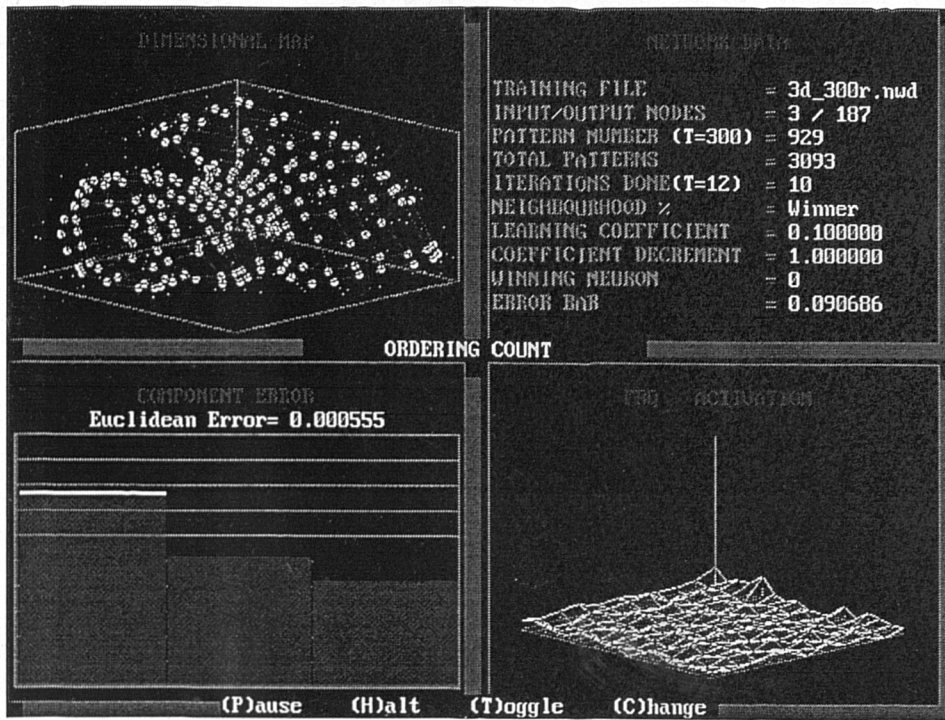 DIMENSIONAL MAP
NETWORK DATA
TRAINING FILE = 3d_300r.nwd
INPUT/OUTPUT NODES = 3 / 187
PATTERN NUMBER (T=300) = 929
TOTAL PATTERNS = 3093
ITERATIONS DONE(T=12) = 10
NEIGHBOURHOOD % = Winner
LEARNING COEFFICIENT = 0.100000
COEFFICIENT DECREMENT = 1.000000
WINNING NEURON = 0
ERROR BAR = 0.090686
ORDERING COUNT
COMPONENT ERROR
Euclidean Error= 0.000555
ACTIVATION
(P)ause (H)alt (T)oggle (C)hange